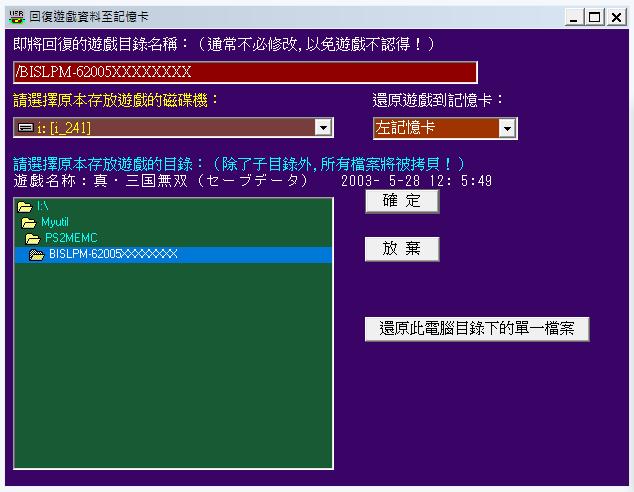 回復遊戲資料至記憶卡
即將回復的遊戲目錄名稱：（通常不必修改,以免遊戲不認得！）
/BISLPM-62005XXXXXXXX
請選擇原本存放遊戲的磁碟機：
還原遊戲到記憶卡：
i: [i_241]
左記憶卡
請選擇原本存放遊戲的目錄：（除了子目錄外,所有檔案將被拷貝！）
遊戲名称：真・三国無双（セーブデータ） 2003- 5-28 12: 5:49
I:\
Myutil
PS2MEMC
BISLPM-62005XXXXXXXX
確 定
放 棄
還原此電腦目錄下的單一檔案